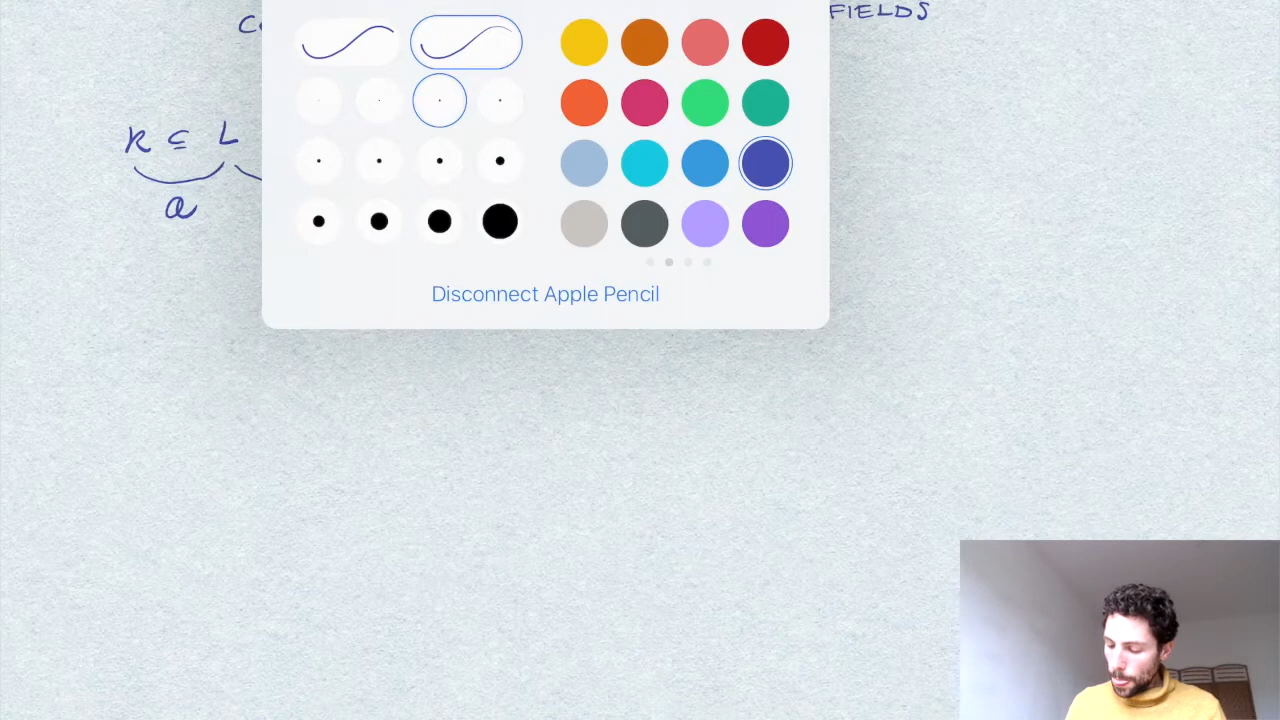 FIELDS
K ⊆ L
a
Disconnect Apple Pencil